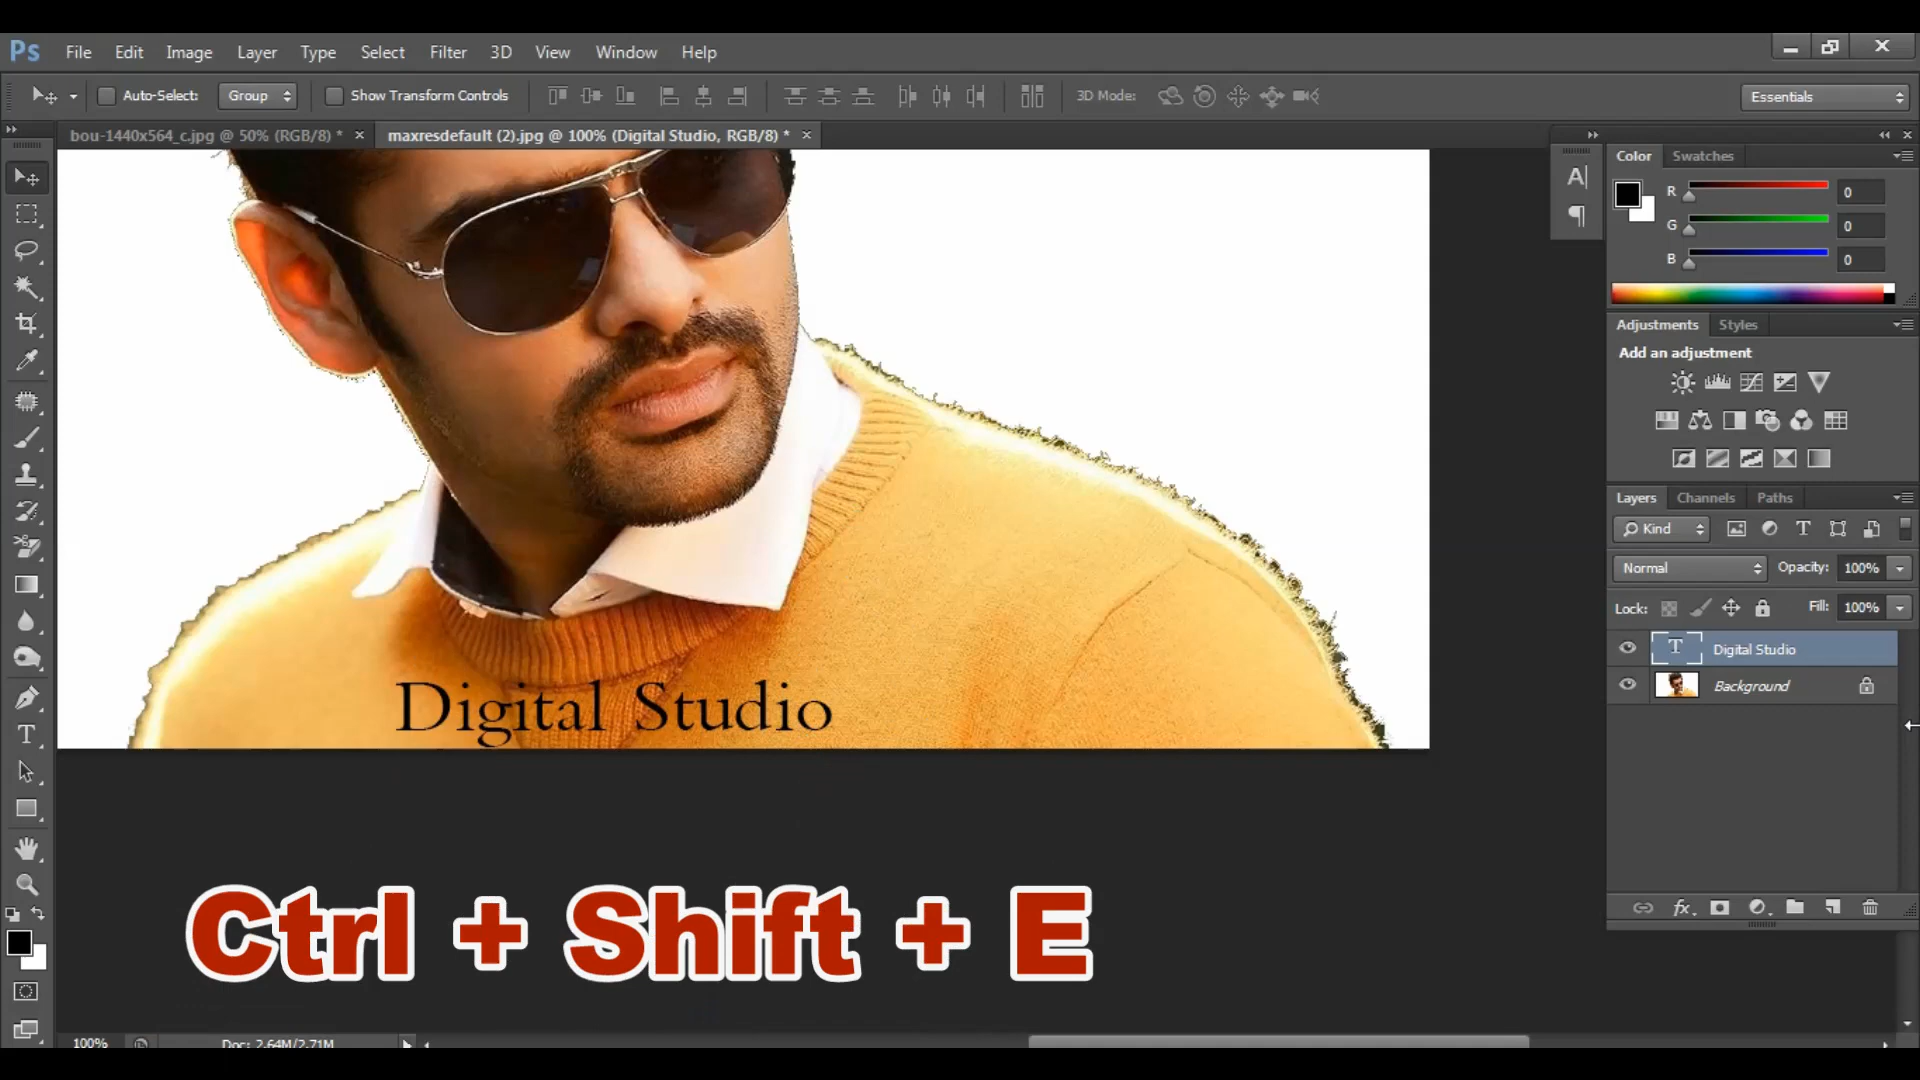 Ps File Edit Image Layer Type Select Filter 3D View Window Help
Auto-Select: Group Show Transform Controls 3D Mode: Essentials
bou-1440x564_c.jpg @ 50% (RGB/8) * × maxresdefault (2).jpg @ 100% (Digital Studio, RGB/8) * ×
Color Swatches
R 0
G 0
B 0
Adjustments Styles
Add an adjustment
Layers Channels Paths
Kind
Normal Opacity: 100%
Lock: Fill: 100%
Digital Studio
Background
Digital Studio
Ctrl + Shift + E
100% Doc: 2.64M/2.71M